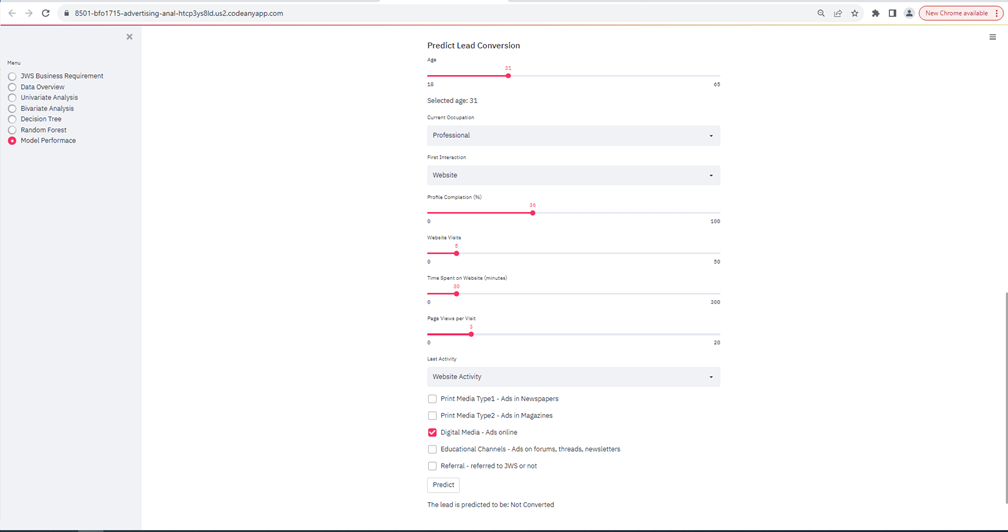 8501-bfo1715-advertising-anal-htcp3ys8ld.us2.codeanyapp.com
New Chrome available
Menu
JWS Business Requirement
Data Overview
Univariate Analysis
Bivariate Analysis
Decision Tree
Random Forest
Model Performace
Predict Lead Conversion
Age
31
18 65
Selected age: 31
Current Occupation
Professional
First Interaction
Website
Profile Completion (%)
36
0 100
Website Visits
5
0 50
Time Spent on Website (minutes)
30
0 300
Page Views per Visit
3
0 20
Last Activity
Website Activity
Print Media Type1 - Ads in Newspapers
Print Media Type2 - Ads in Magazines
Digital Media - Ads online
Educational Channels - Ads on forums, threads, newsletters
Referral - referred to JWS or not
Predict
The lead is predicted to be: Not Converted